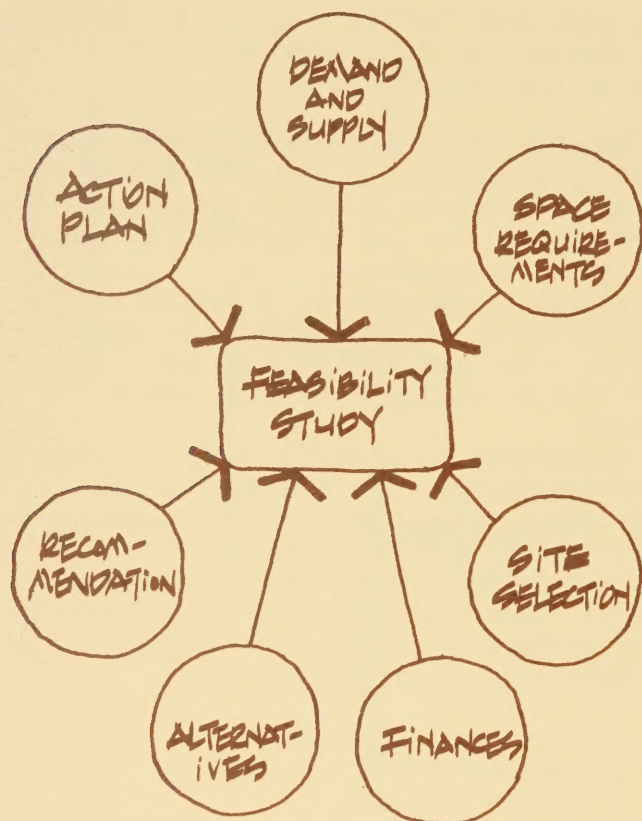 DEMAND
AND
SUPPLY
ACTION
PLAN
SPACE
REQUIRE-
MENTS
FEASIBILITY
STUDY
RECOM-
MENDATION
SITE
SELECTION
ALTERNAT-
IVES
FINANCES